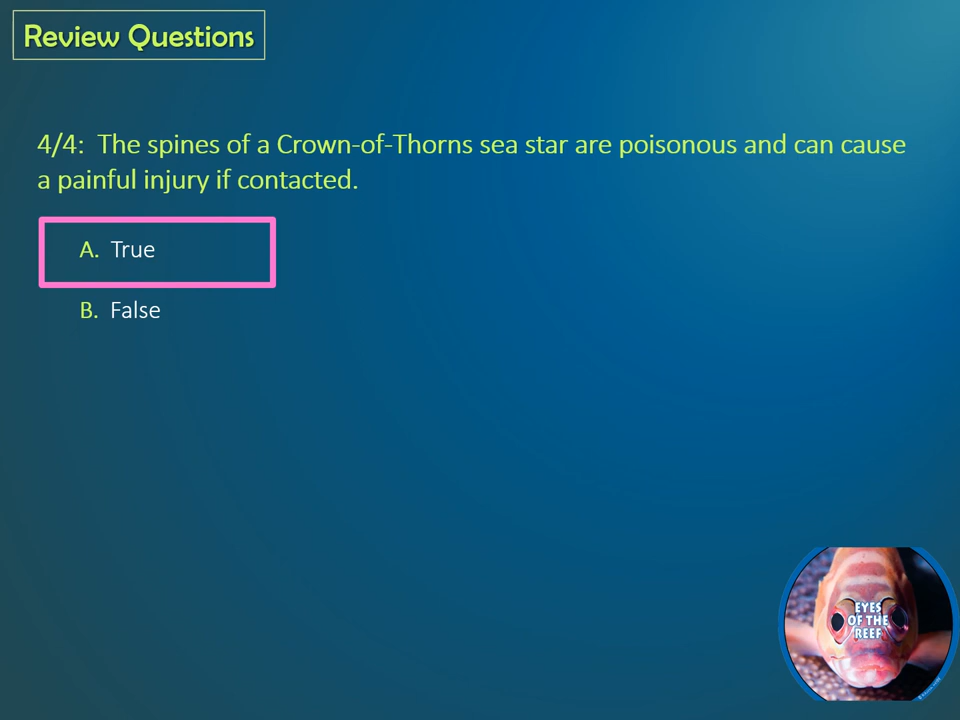 Review Questions
4/4:  The spines of a Crown-of-Thorns sea star are poisonous and can cause
a painful injury if contacted.
A. True
B. False
EYES
OF THE
REEF